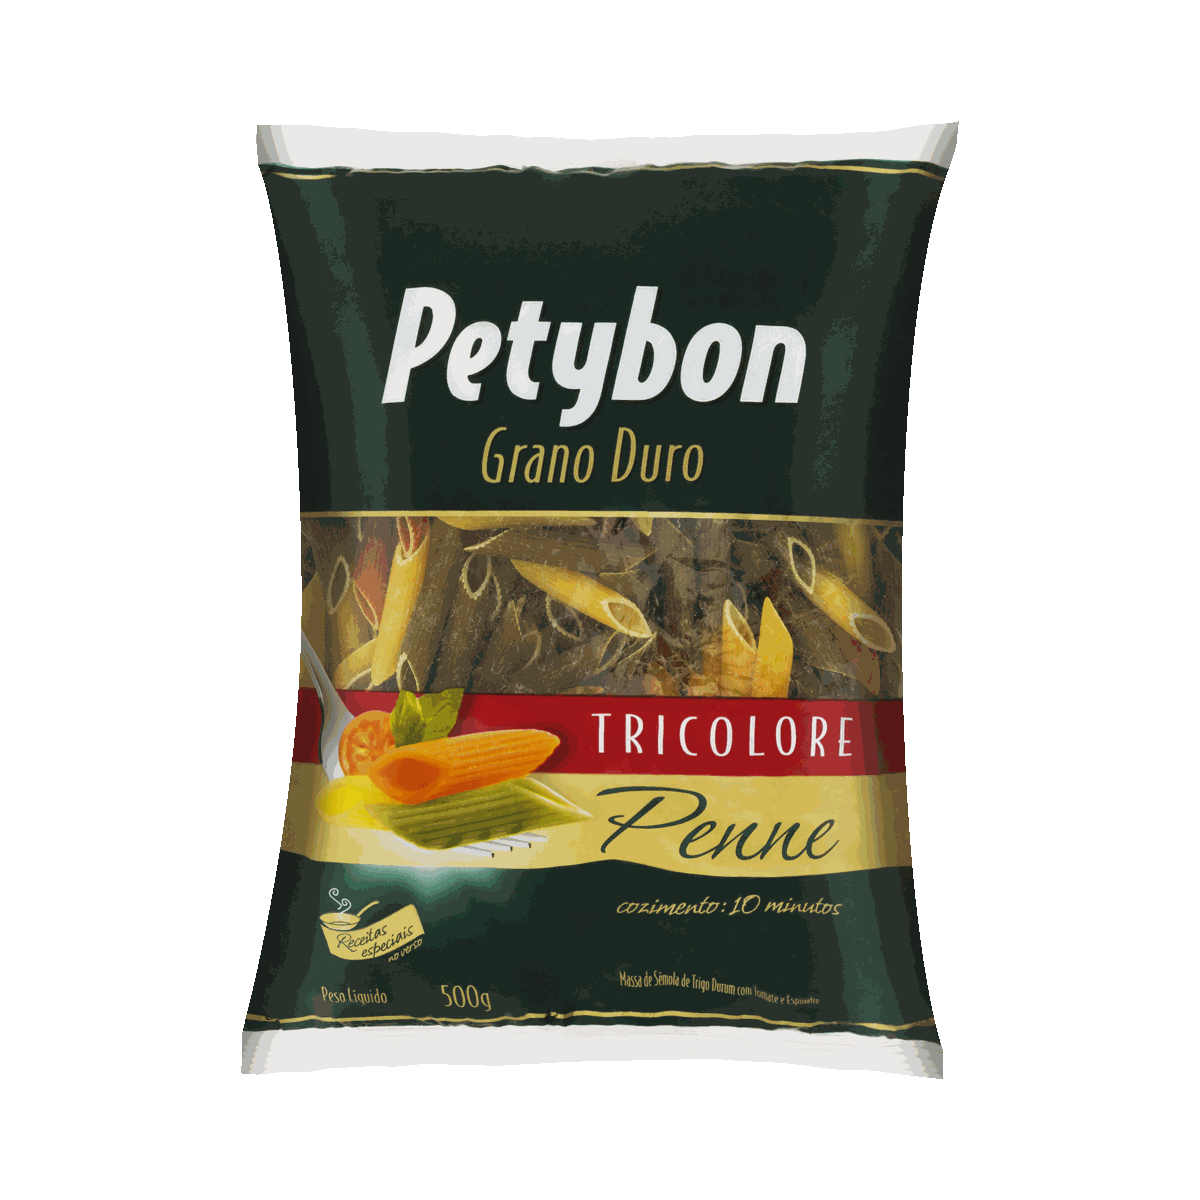 Petybon
Grano Duro
TRICOLORE
Penne
cozimento: 10 minutos
Receitas
especiais
no verso
Peso Líquido 500g
Massa de Sêmola de Trigo Durum com Tomate e Espinafre